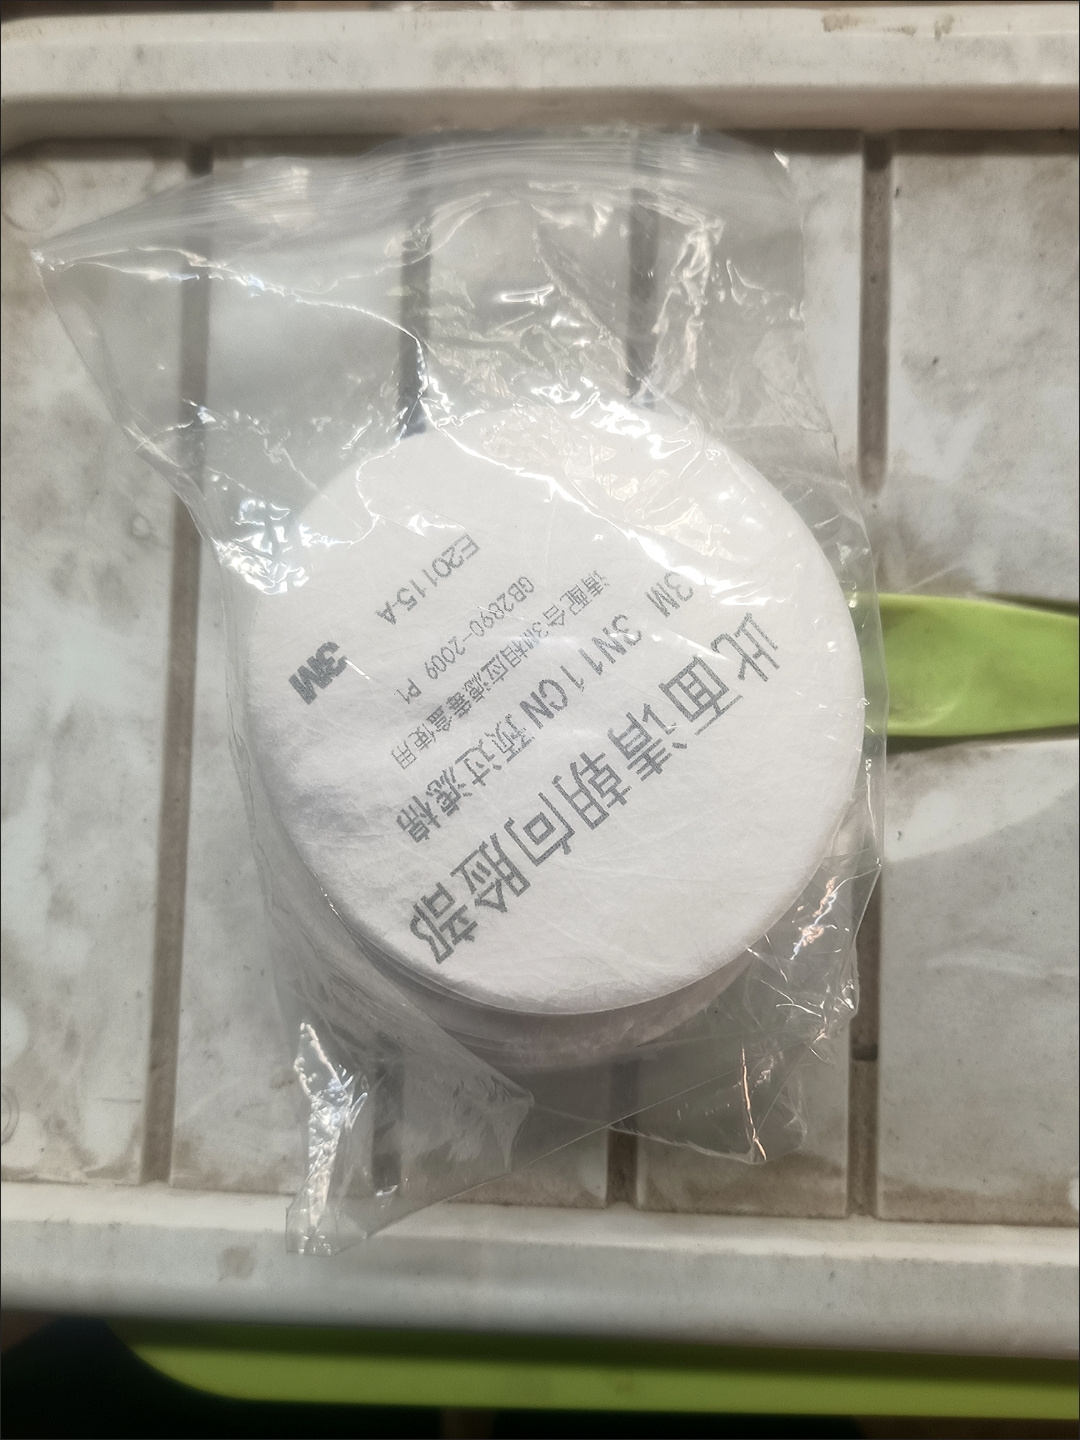 此面请朝向脸部
3M 3N11CN 预过滤棉
请配合3M相应滤毒盒使用
GB2890-2009 P1
E20115-A
3M